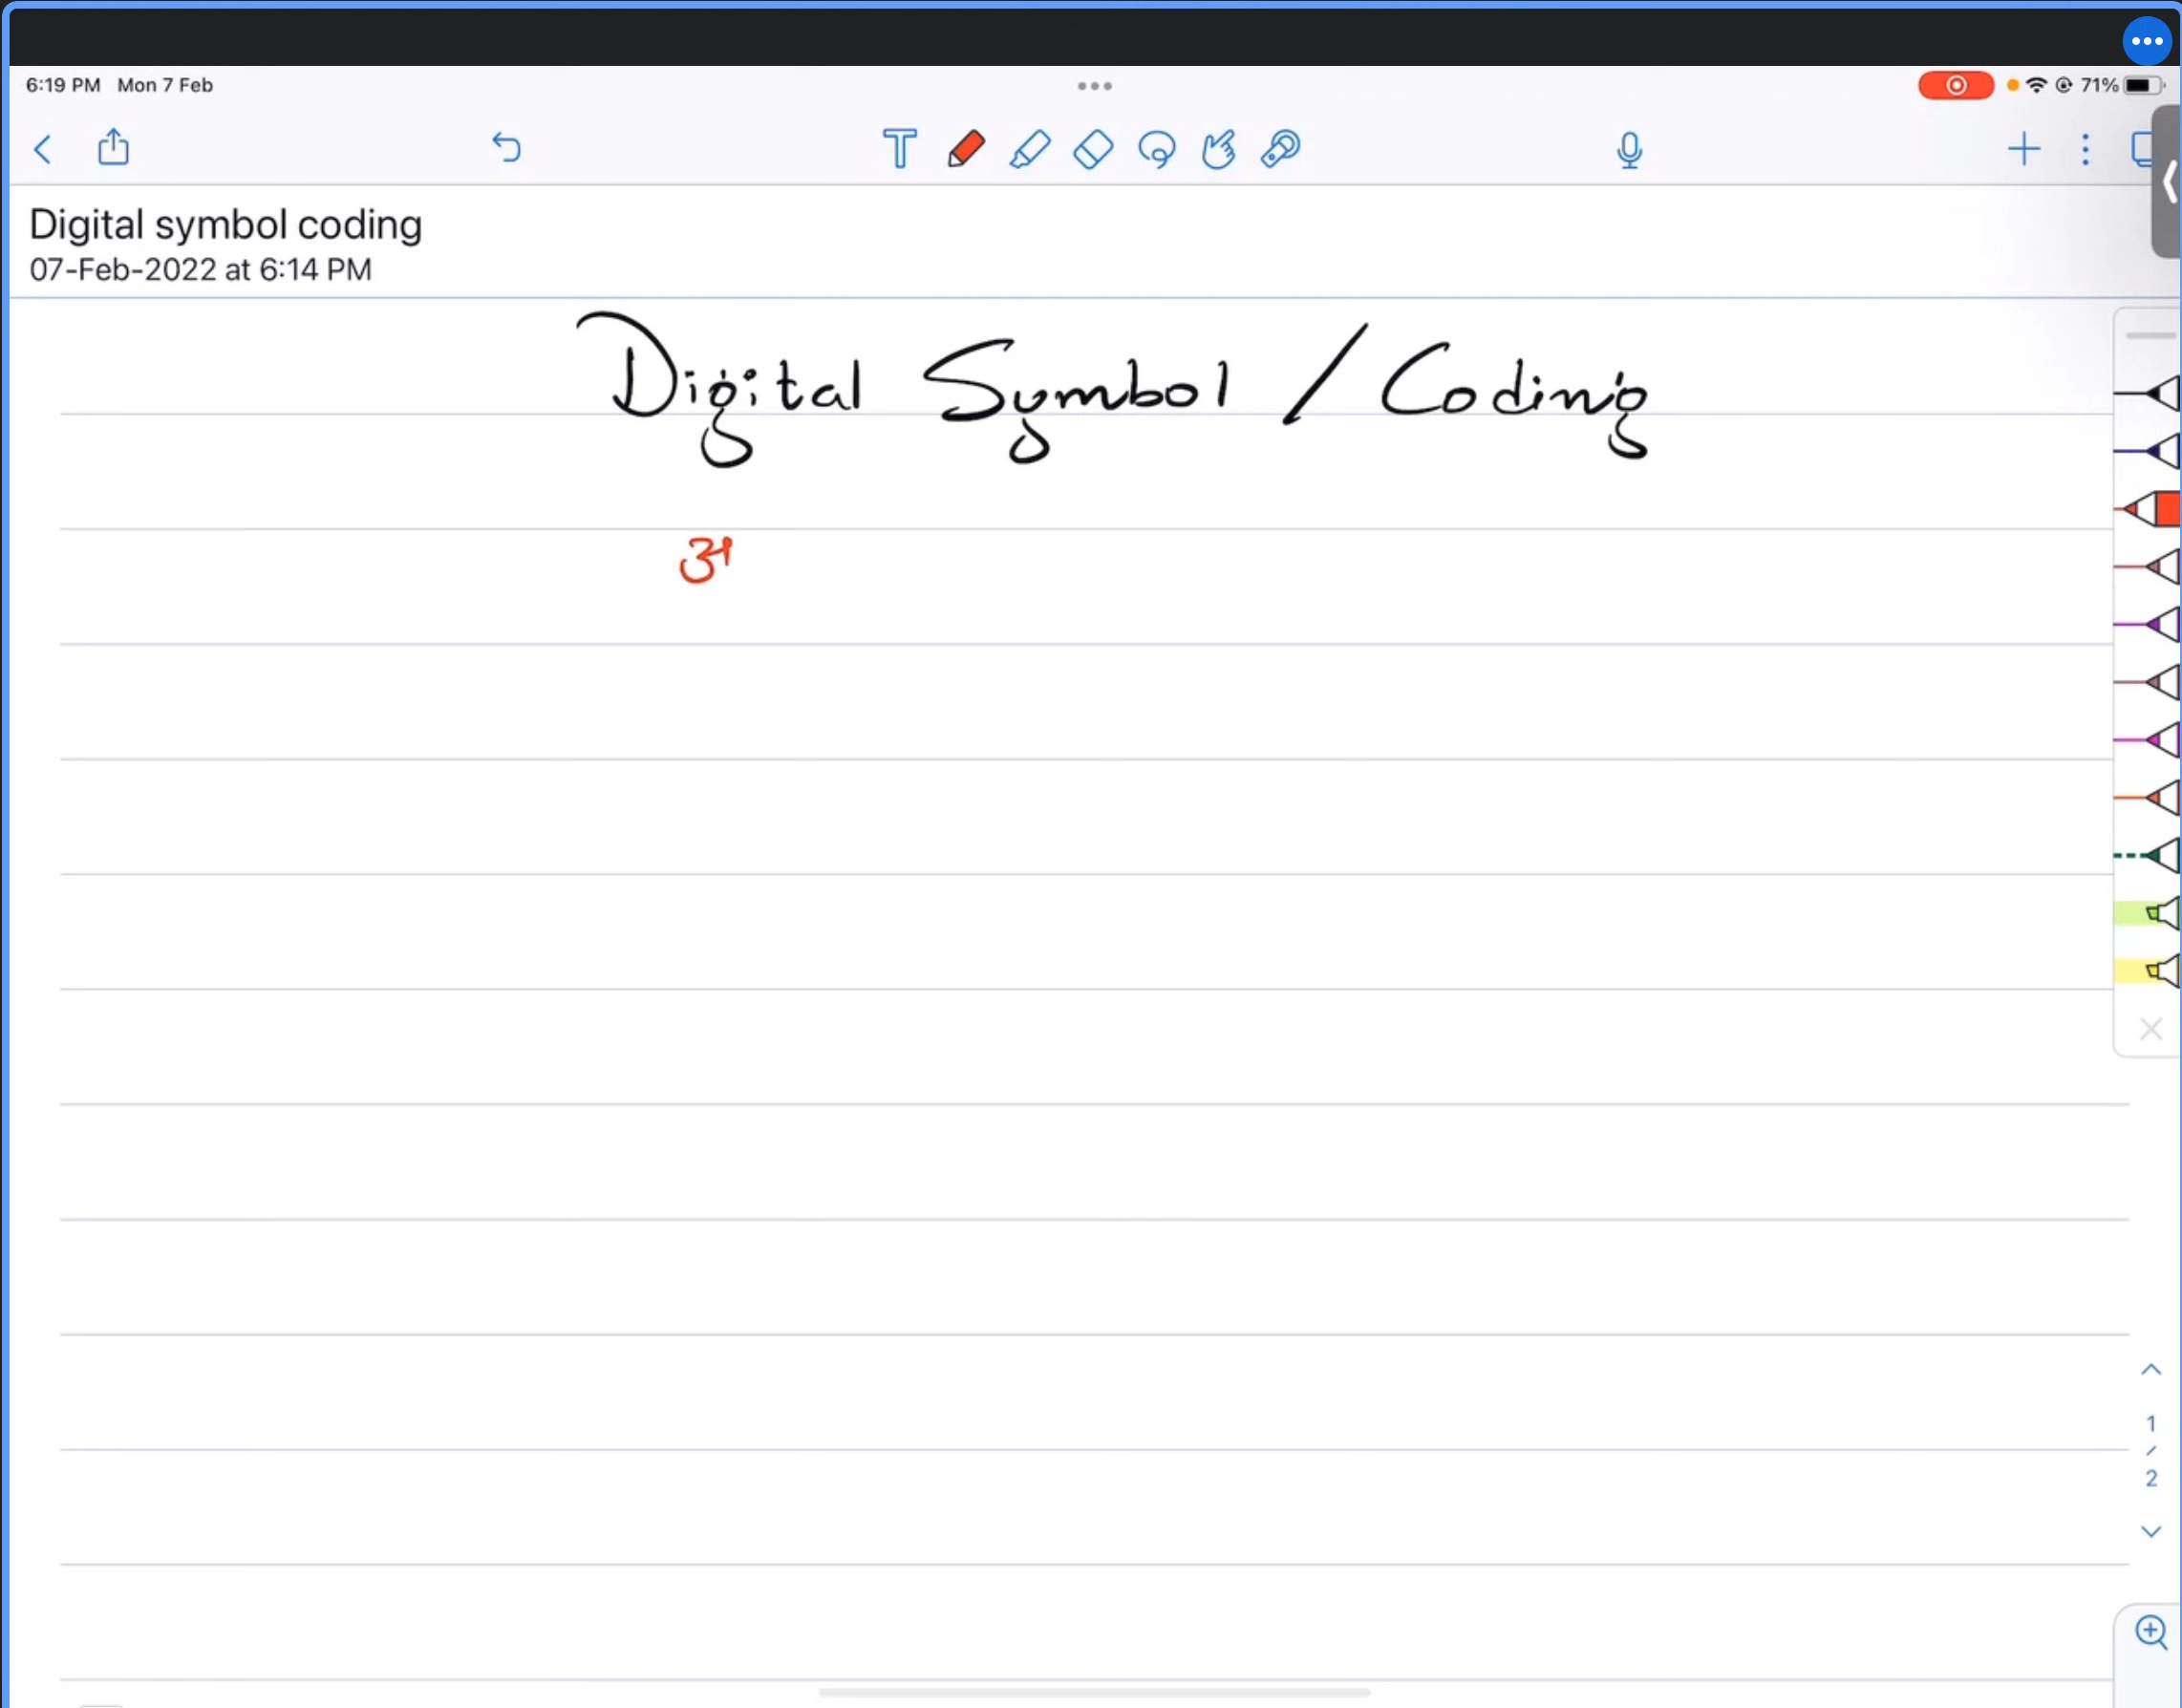 6:19 PM Mon 7 Feb
71%
Digital symbol coding
07-Feb-2022 at 6:14 PM
Digital Symbol / Coding
1
/
2